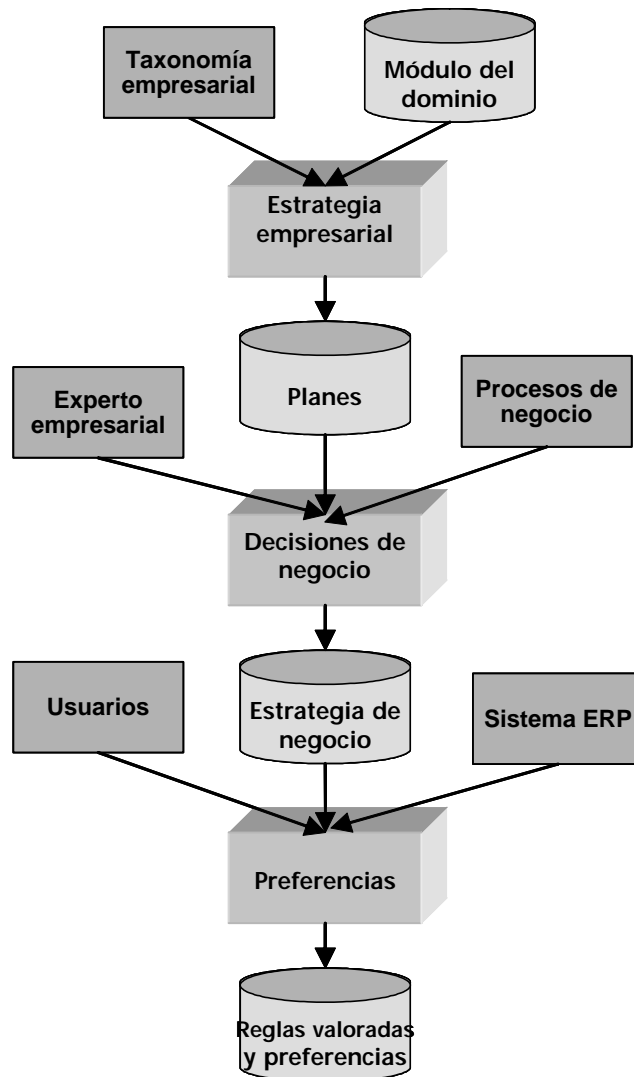 Taxonomía
empresarial
Módulo del
dominio
Estrategia
empresarial
Planes
Experto
empresarial
Procesos de
negocio
Decisiones de
negocio
Usuarios
Estrategia de
negocio
Sistema ERP
Preferencias
Reglas valoradas
y preferencias